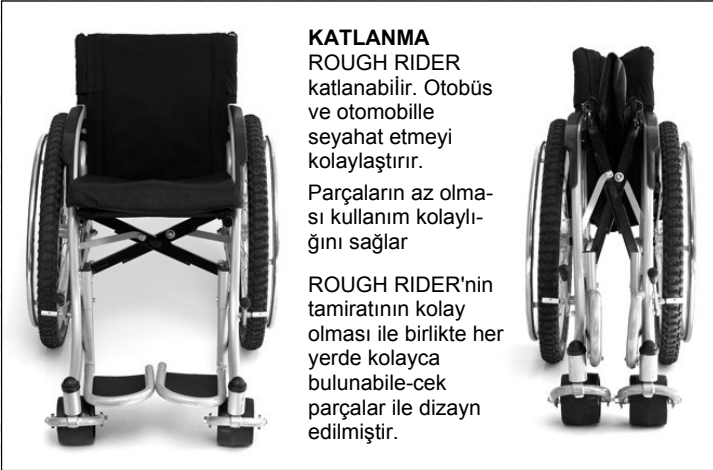 KATLANMA
ROUGH RIDER
katlanabilir. Otobüs
ve otomobille
seyahat etmeyi
kolaylaştırır.
Parçaların az olma-
sı kullanım kolaylı-
ğını sağlar
ROUGH RIDER'nin
tamiratının kolay
olması ile birlikte her
yerde kolayca
bulunabile-cek
parçalar ile dizayn
edilmiştir.